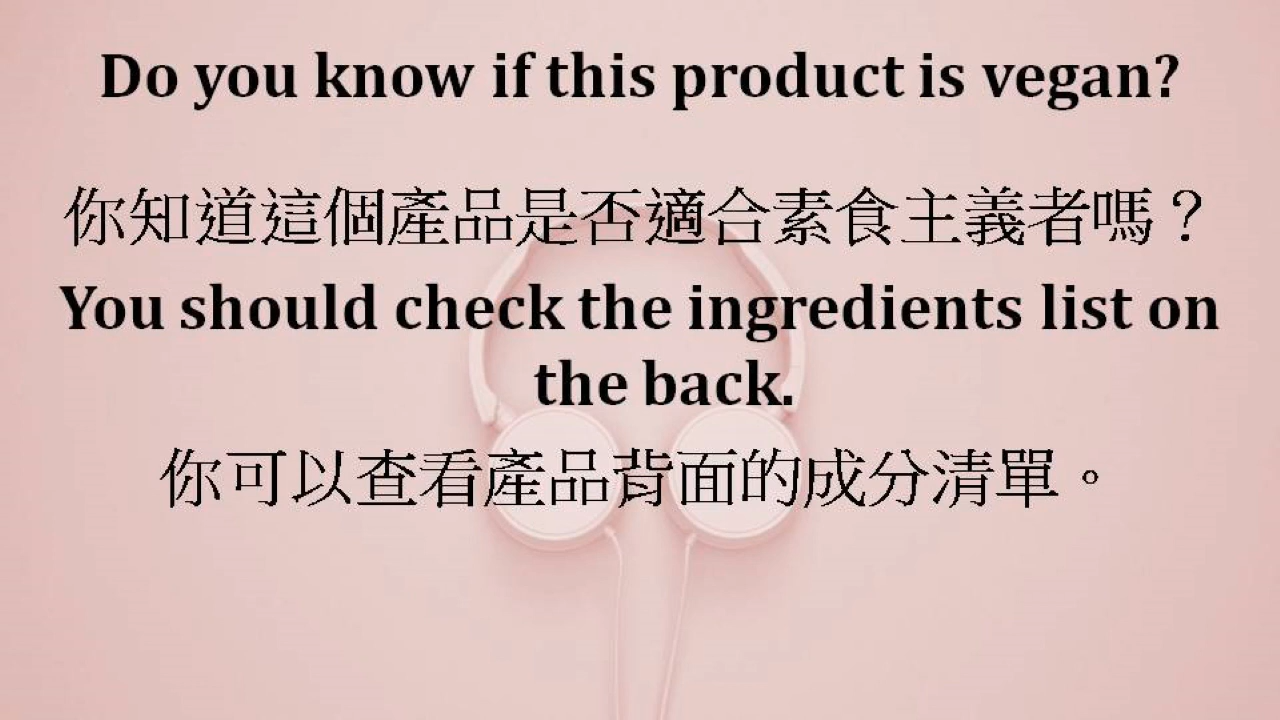 Do you know if this product is vegan?
你知道這個產品是否適合素食主義者嗎？
You should check the ingredients list on
the back.
你可以查看產品背面的成分清單。